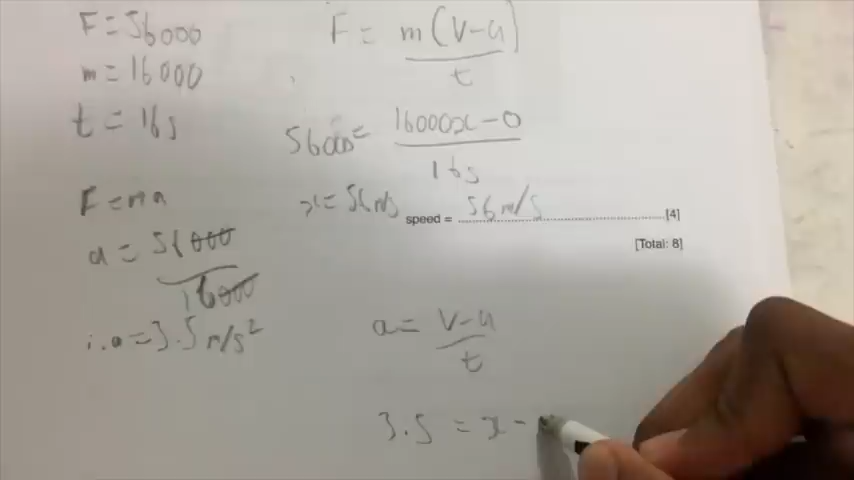 F = 56000
m = 16000
t = 16s
F = m(v-u)
t
56000 = 16000x - 0
16s
x = 56m/s
speed = 56m/s [4]
[Total: 8]
F = ma
a = 56000
16000
∴ a = 3.5 m/s²
a = v-u
t
3.5 = x -